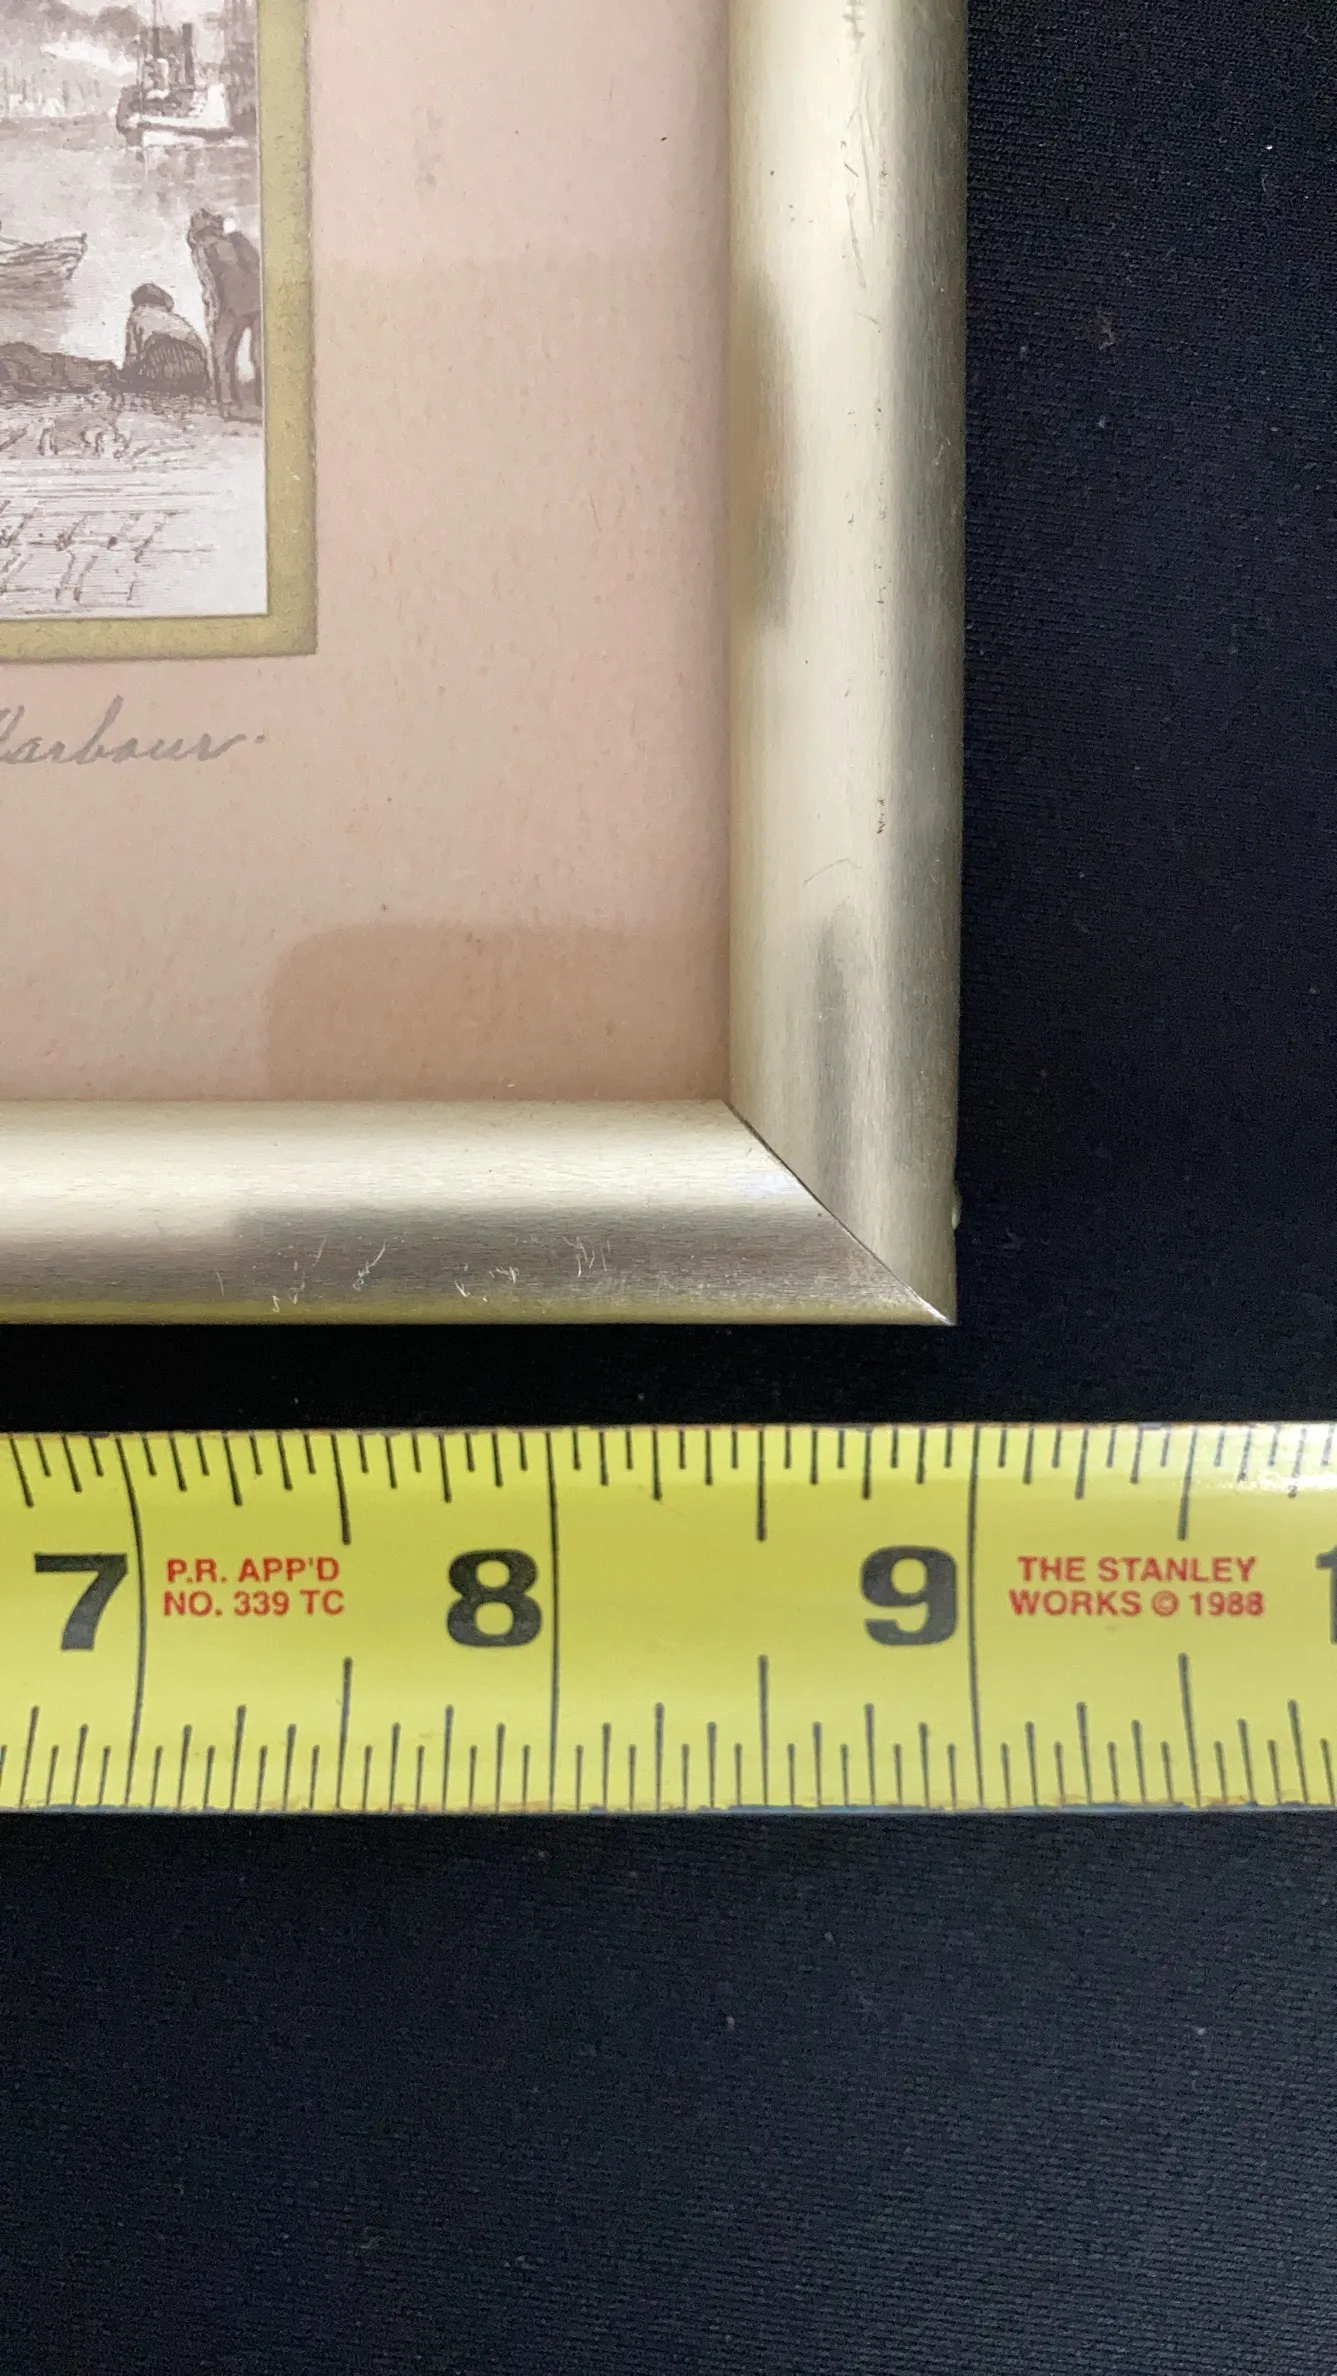 Harbour.
7 P.R. APP'D 8 9 THE STANLEY
NO. 339 TC WORKS © 1988